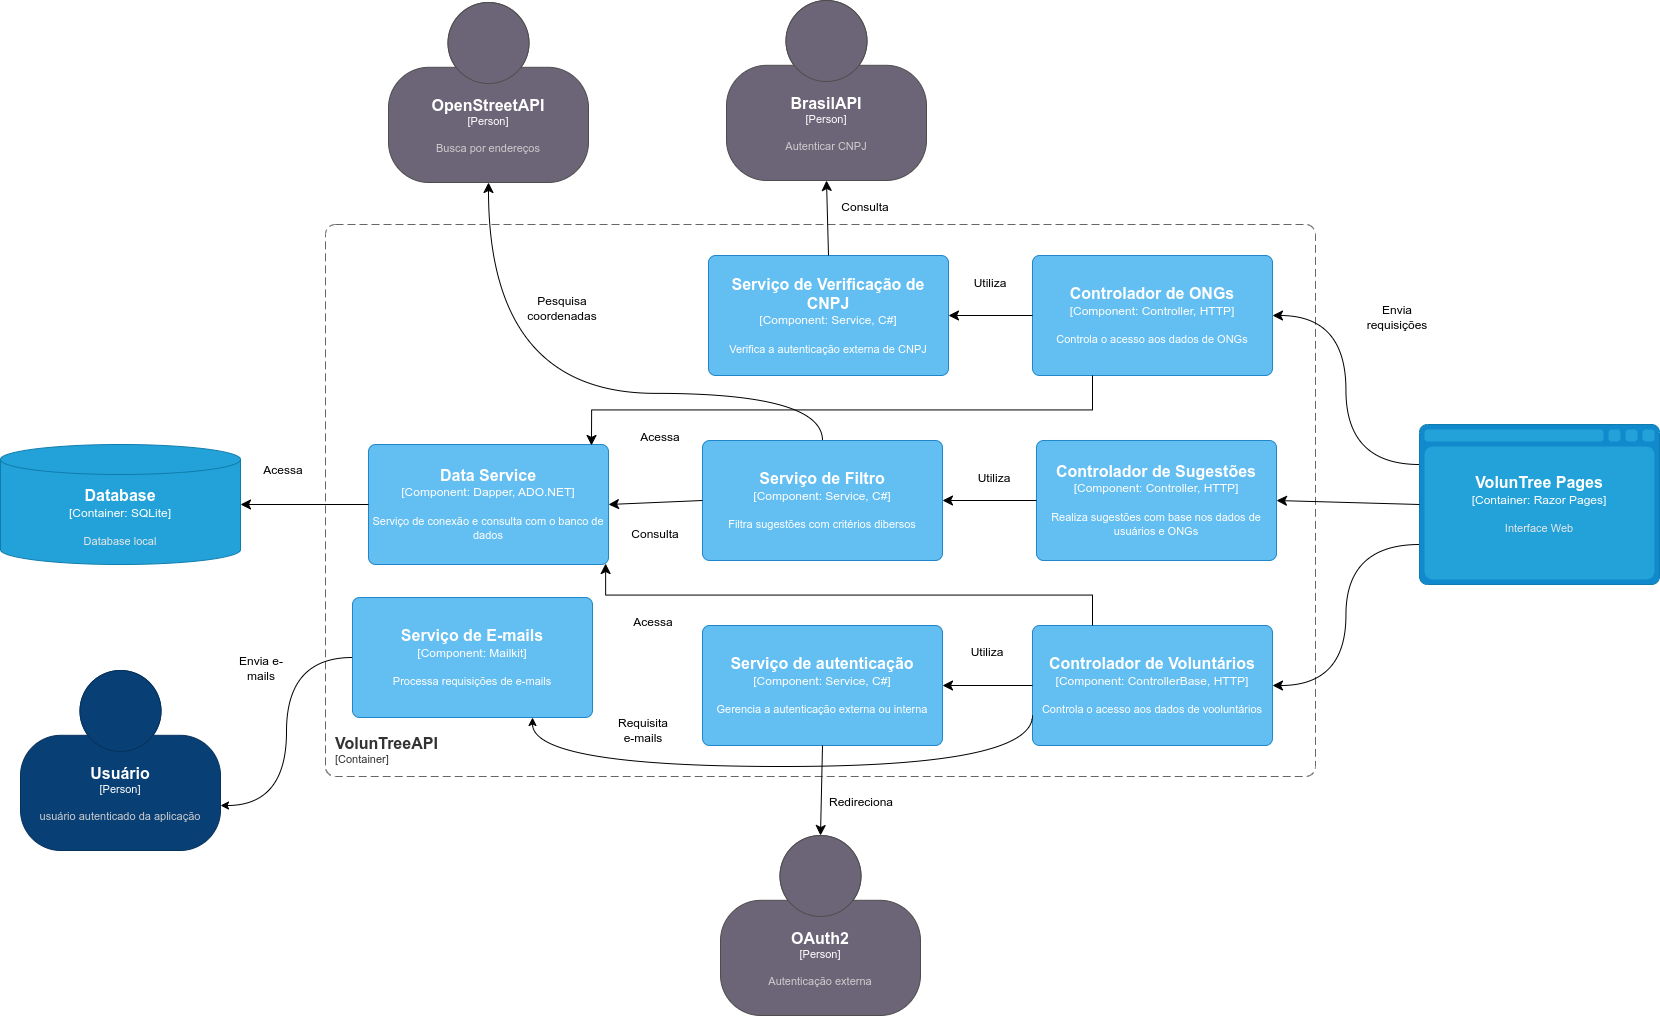 OpenStreetAPI
[Person]
Busca por endereços
BrasilAPI
[Person]
Autenticar CNPJ
Consulta
Pesquisa
coordenadas
Serviço de Verificação de
CNPJ
[Component: Service, C#]
Verifica a autenticação externa de CNPJ
Utiliza
Controlador de ONGs
[Component: Controller, HTTP]
Controla o acesso aos dados de ONGs
Envia
requisições
Database
[Container: SQLite]
Database local
Acessa
Data Service
[Component: Dapper, ADO.NET]
Serviço de conexão e consulta com o banco de
dados
Acessa
Consulta
Serviço de Filtro
[Component: Service, C#]
Filtra sugestões com critérios dibersos
Utiliza
Controlador de Sugestões
[Component: Controller, HTTP]
Realiza sugestões com base nos dados de
usuários e ONGs
VolunTree Pages
[Container: Razor Pages]
Interface Web
Serviço de E-mails
[Component: Mailkit]
Processa requisições de e-mails
Acessa
Serviço de autenticação
[Component: Service, C#]
Gerencia a autenticação externa ou interna
Utiliza
Controlador de Voluntários
[Component: ControllerBase, HTTP]
Controla o acesso aos dados de vooluntários
Envia e-
mails
Requisita
e-mails
VolunTreeAPI
[Container]
Usuário
[Person]
usuário autenticado da aplicação
Redireciona
OAuth2
[Person]
Autenticação externa